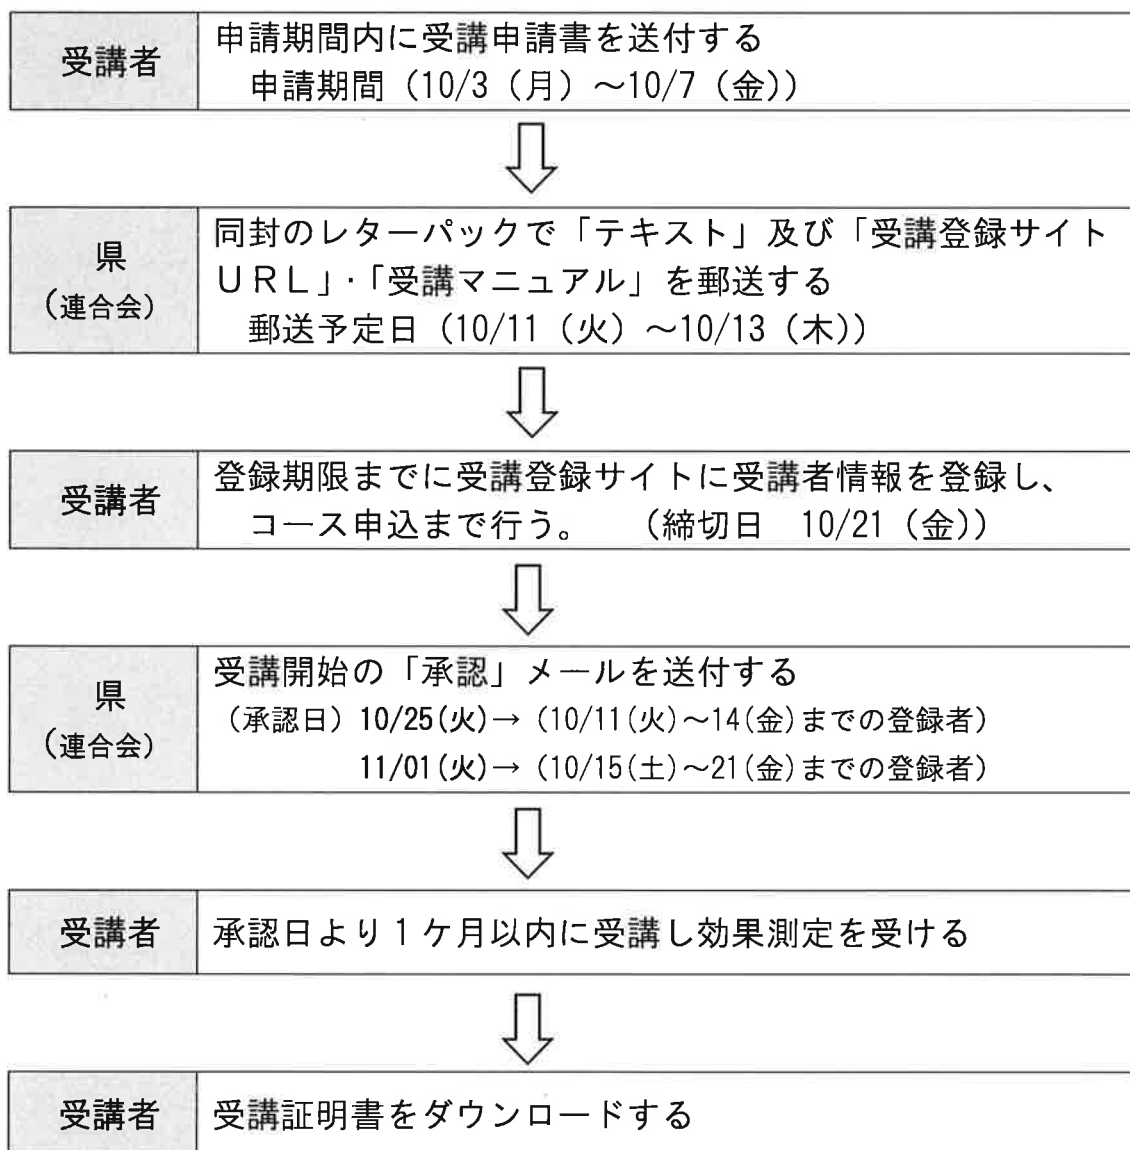 受講者
申請期間内に受講申請書を送付する
申請期間（10/3（月）～10/7（金））
県
（連合会）
同封のレターパックで「テキスト」及び「受講登録サイト
ＵＲＬ」・「受講マニュアル」を郵送する
郵送予定日（10/11（火）～10/13（木））
受講者
登録期限までに受講登録サイトに受講者情報を登録し、
コース申込まで行う。　（締切日　10/21（金））
県
（連合会）
受講開始の「承認」メールを送付する
（承認日）10/25(火)→（10/11(火)～14(金)までの登録者）
11/01(火)→（10/15(土)～21(金)までの登録者）
受講者
承認日より１ケ月以内に受講し効果測定を受ける
受講者
受講証明書をダウンロードする